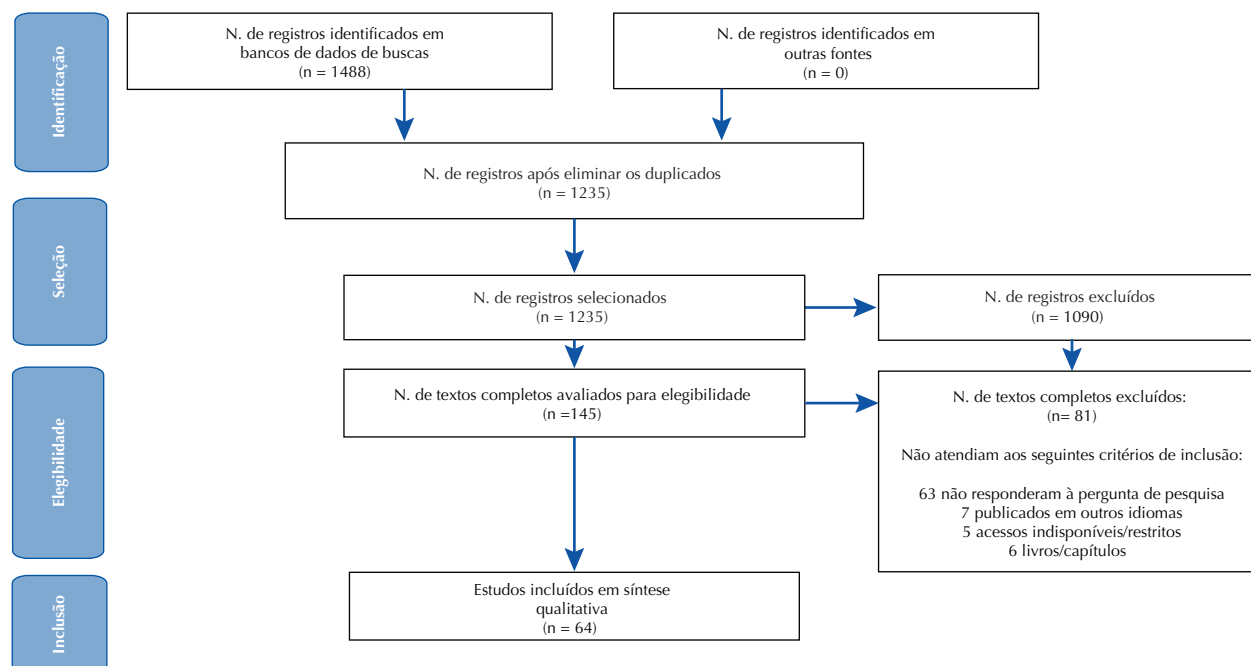 Identificação
N. de registros identificados em
bancos de dados de buscas
(n = 1488)
N. de registros identificados em
outras fontes
(n = 0)
N. de registros após eliminar os duplicados
(n = 1235)
Seleção
N. de registros selecionados
(n = 1235)
N. de registros excluídos
(n = 1090)
Elegibilidade
N. de textos completos avaliados para elegibilidade
(n =145)
N. de textos completos excluídos:
(n= 81)
Não atendiam aos seguintes critérios de inclusão:
63 não responderam à pergunta de pesquisa
7 publicados em outros idiomas
5 acessos indisponíveis/restritos
6 livros/capítulos
Inclusão
Estudos incluídos em síntese
qualitativa
(n = 64)